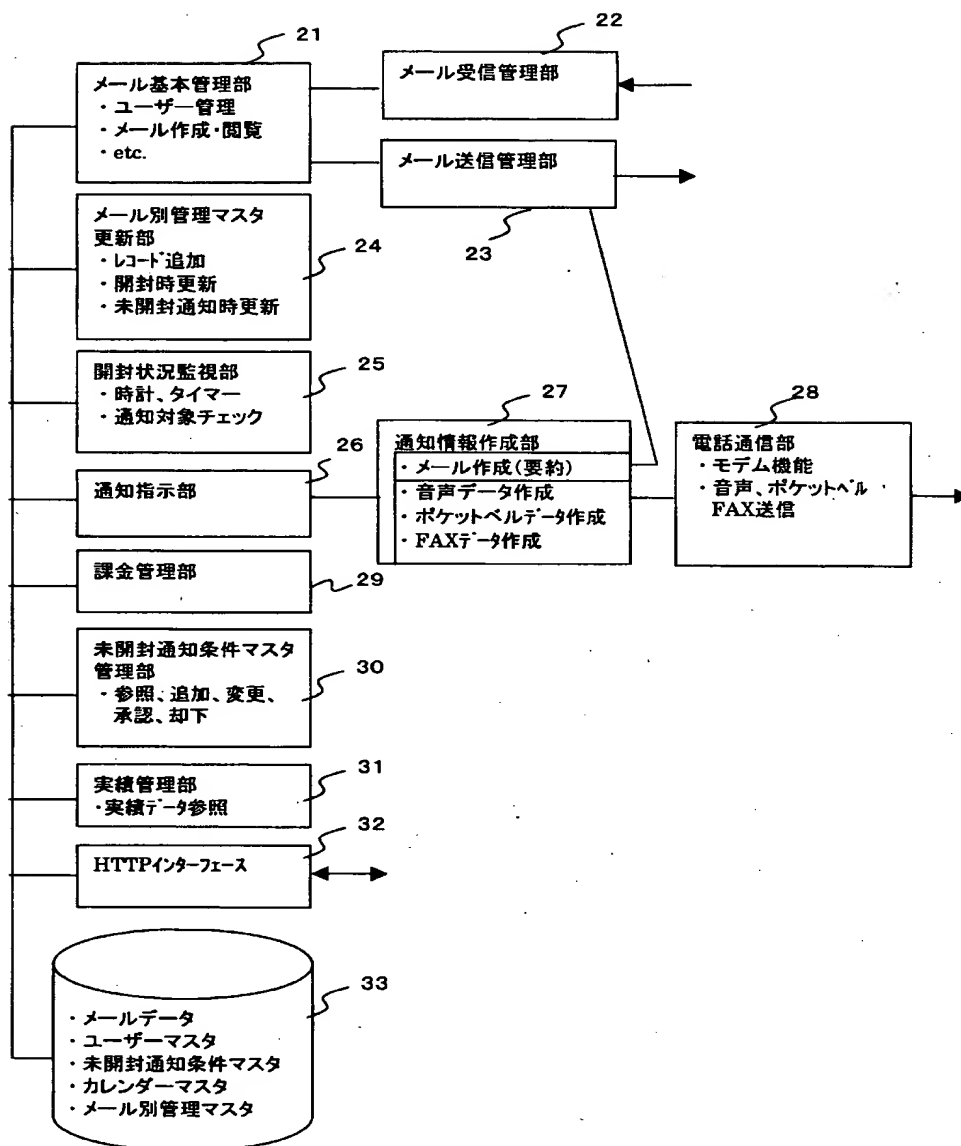 21
メール基本管理部
・ユーザー管理
・メール作成・閲覧
・etc.
22
メール受信管理部
メール送信管理部
23
メール別管理マスタ
更新部
・レコード追加
・開封時更新
・未開封通知時更新
24
開封状況監視部
・時計、タイマー
・通知対象チェック
25
通知指示部
26
27
通知情報作成部
・メール作成(要約)
・音声データ作成
・ポケットベルデータ作成
・FAXデータ作成
28
電話通信部
・モデム機能
・音声、ポケットベル
FAX送信
課金管理部
29
未開封通知条件マスタ
管理部
・参照、追加、変更、
承認、却下
30
実績管理部
・実績データ参照
31
HTTPインターフェース
32
33
・メールデータ
・ユーザーマスタ
・未開封通知条件マスタ
・カレンダーマスタ
・メール別管理マスタ